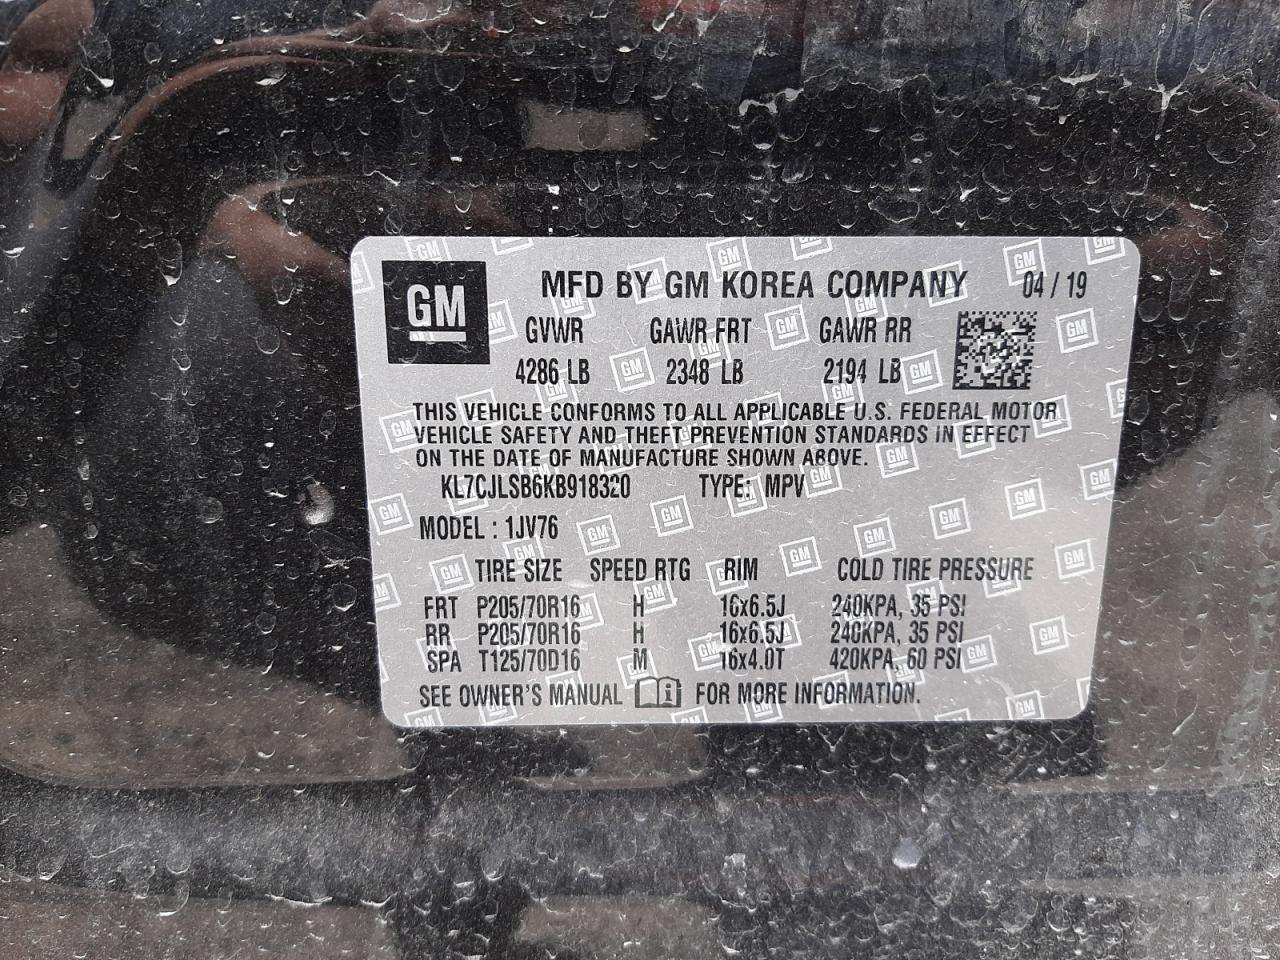 GM
MFD BY GM KOREA COMPANY 04 / 19
GVWR GAWR FRT GAWR RR
4286 LB 2348 LB 2194 LB
THIS VEHICLE CONFORMS TO ALL APPLICABLE U.S. FEDERAL MOTOR
VEHICLE SAFETY AND THEFT PREVENTION STANDARDS IN EFFECT
ON THE DATE OF MANUFACTURE SHOWN ABOVE.
KL7CJLSB6KB918320 TYPE: MPV
MODEL : 1JV76
TIRE SIZE SPEED RTG RIM COLD TIRE PRESSURE
FRT P205/70R16 H 16x6.5J 240KPA, 35 PSI
RR P205/70R16 H 16x6.5J 240KPA, 35 PSI
SPA T125/70D16 M 16x4.0T 420KPA, 60 PSI
SEE OWNER'S MANUAL FOR MORE INFORMATION.